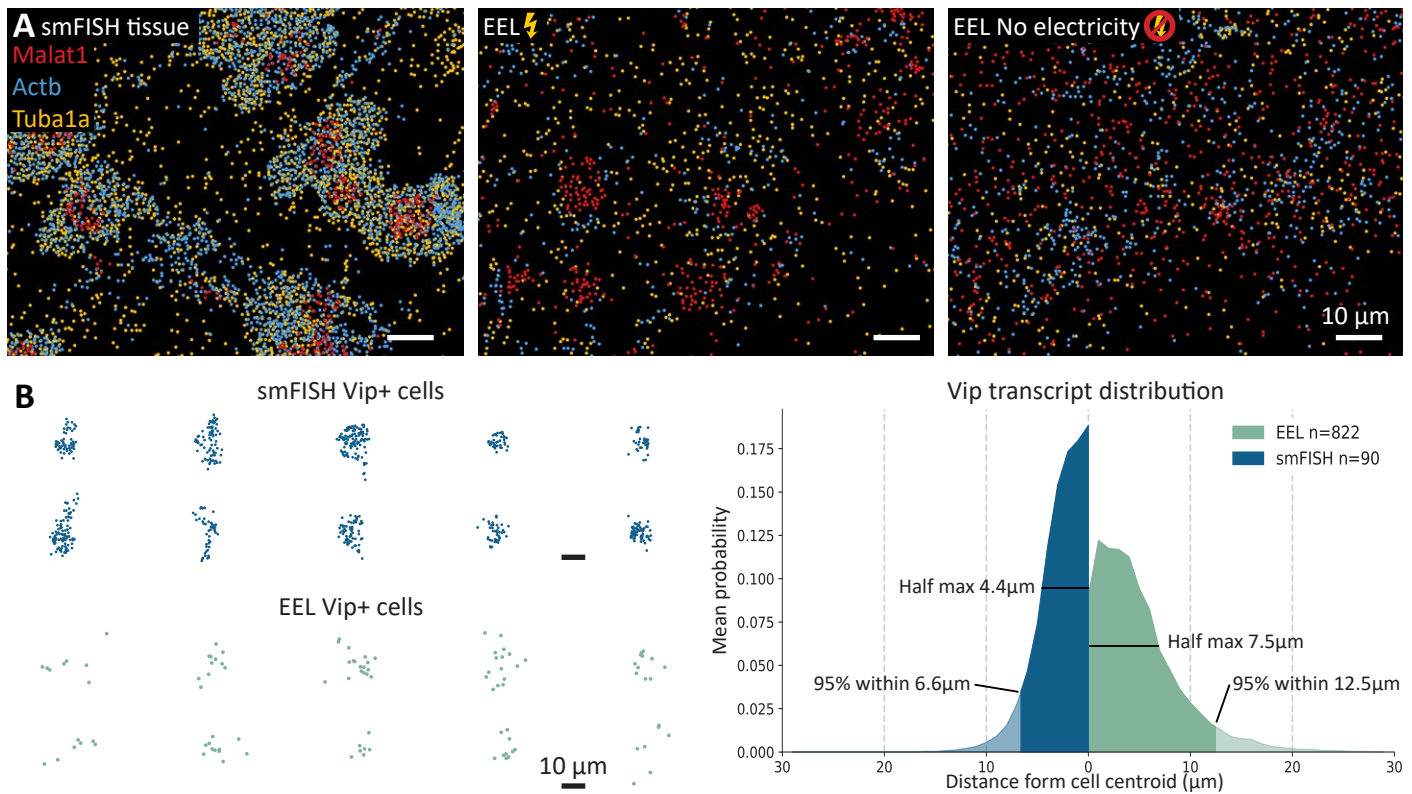 A smFISH tissue
Malat1
Actb
Tuba1a
EEL
EEL No electricity
10 µm
B
smFISH Vip+ cells
EEL Vip+ cells
10 µm
Vip transcript distribution
EEL n=822
smFISH n=90
Mean probability
0.175
0.150
0.125
0.100
0.075
0.050
0.025
0.000
Half max 4.4µm
Half max 7.5µm
95% within 6.6µm
95% within 12.5µm
30 20 10 0 10 20 30
Distance form cell centroid (µm)